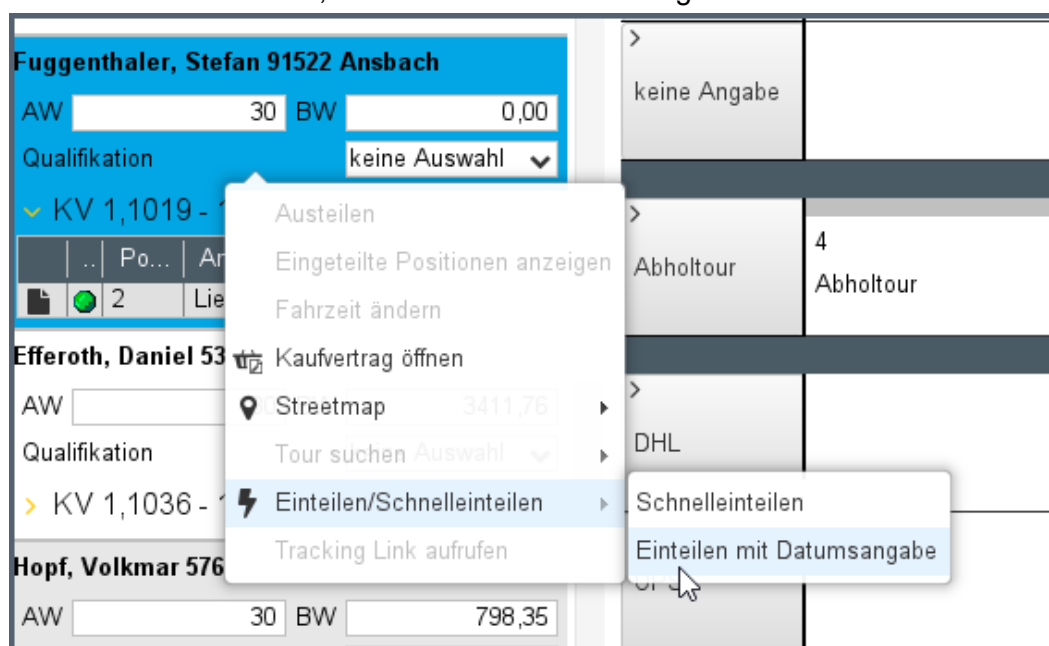 Fuggenthaler, Stefan 91522 Ansbach
AW 30 BW 0,00
Qualifikation keine Auswahl
KV 1,1019 -
.. Po...
2 Lie
Efferoth, Daniel 53
AW 3411,76
Qualifikation Auswahl
KV 1,1036 -
Hopf, Volkmar 576
AW 30 BW 798,35
Austeilen
Eingeteilte Positionen anzeigen
Fahrzeit ändern
Kaufvertrag öffnen
Streetmap
Tour suchen
Einteilen/Schnelleinteilen
Tracking Link aufrufen
Schnelleinteilen
Einteilen mit Datumsangabe
keine Angabe
Abholtour
4
Abholtour
DHL